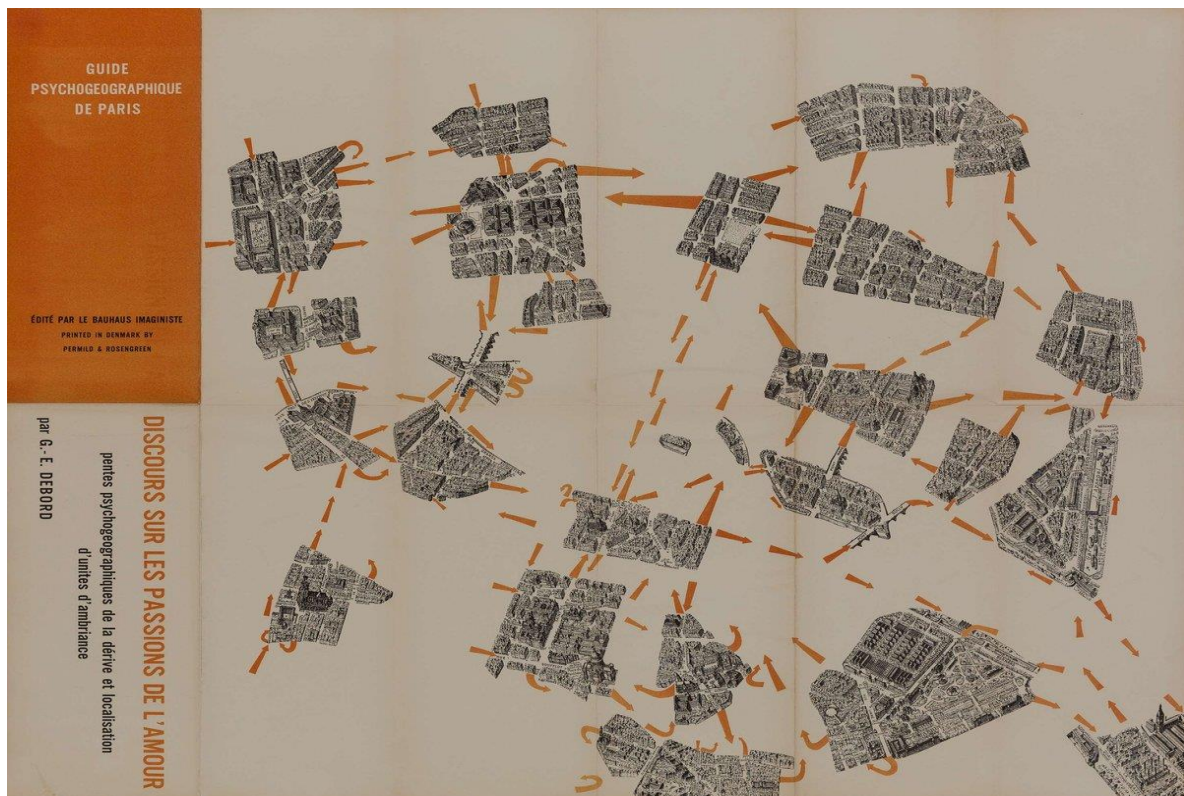 GUIDE
PSYCHOGEOGRAPHIQUE
DE PARIS
ÉDITÉ PAR LE BAUHAUS IMAGINISTE
PRINTED IN DENMARK BY
PERMILD & ROSENGREEN
DISCOURS SUR LES PASSIONS DE L'AMOUR
pentes psychogeographiques de la dérive et localisation
d'unites d'ambriance
par G.-E. DEBORD